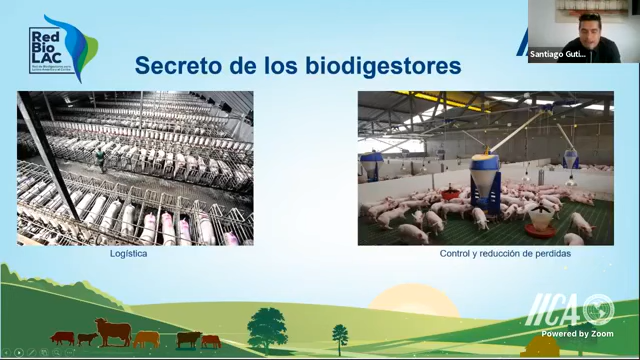 Red
Bio
LAC
Santiago Guti...
Secreto de los biodigestores
Logística
Control y reducción de perdidas
IICA
Powered by Zoom